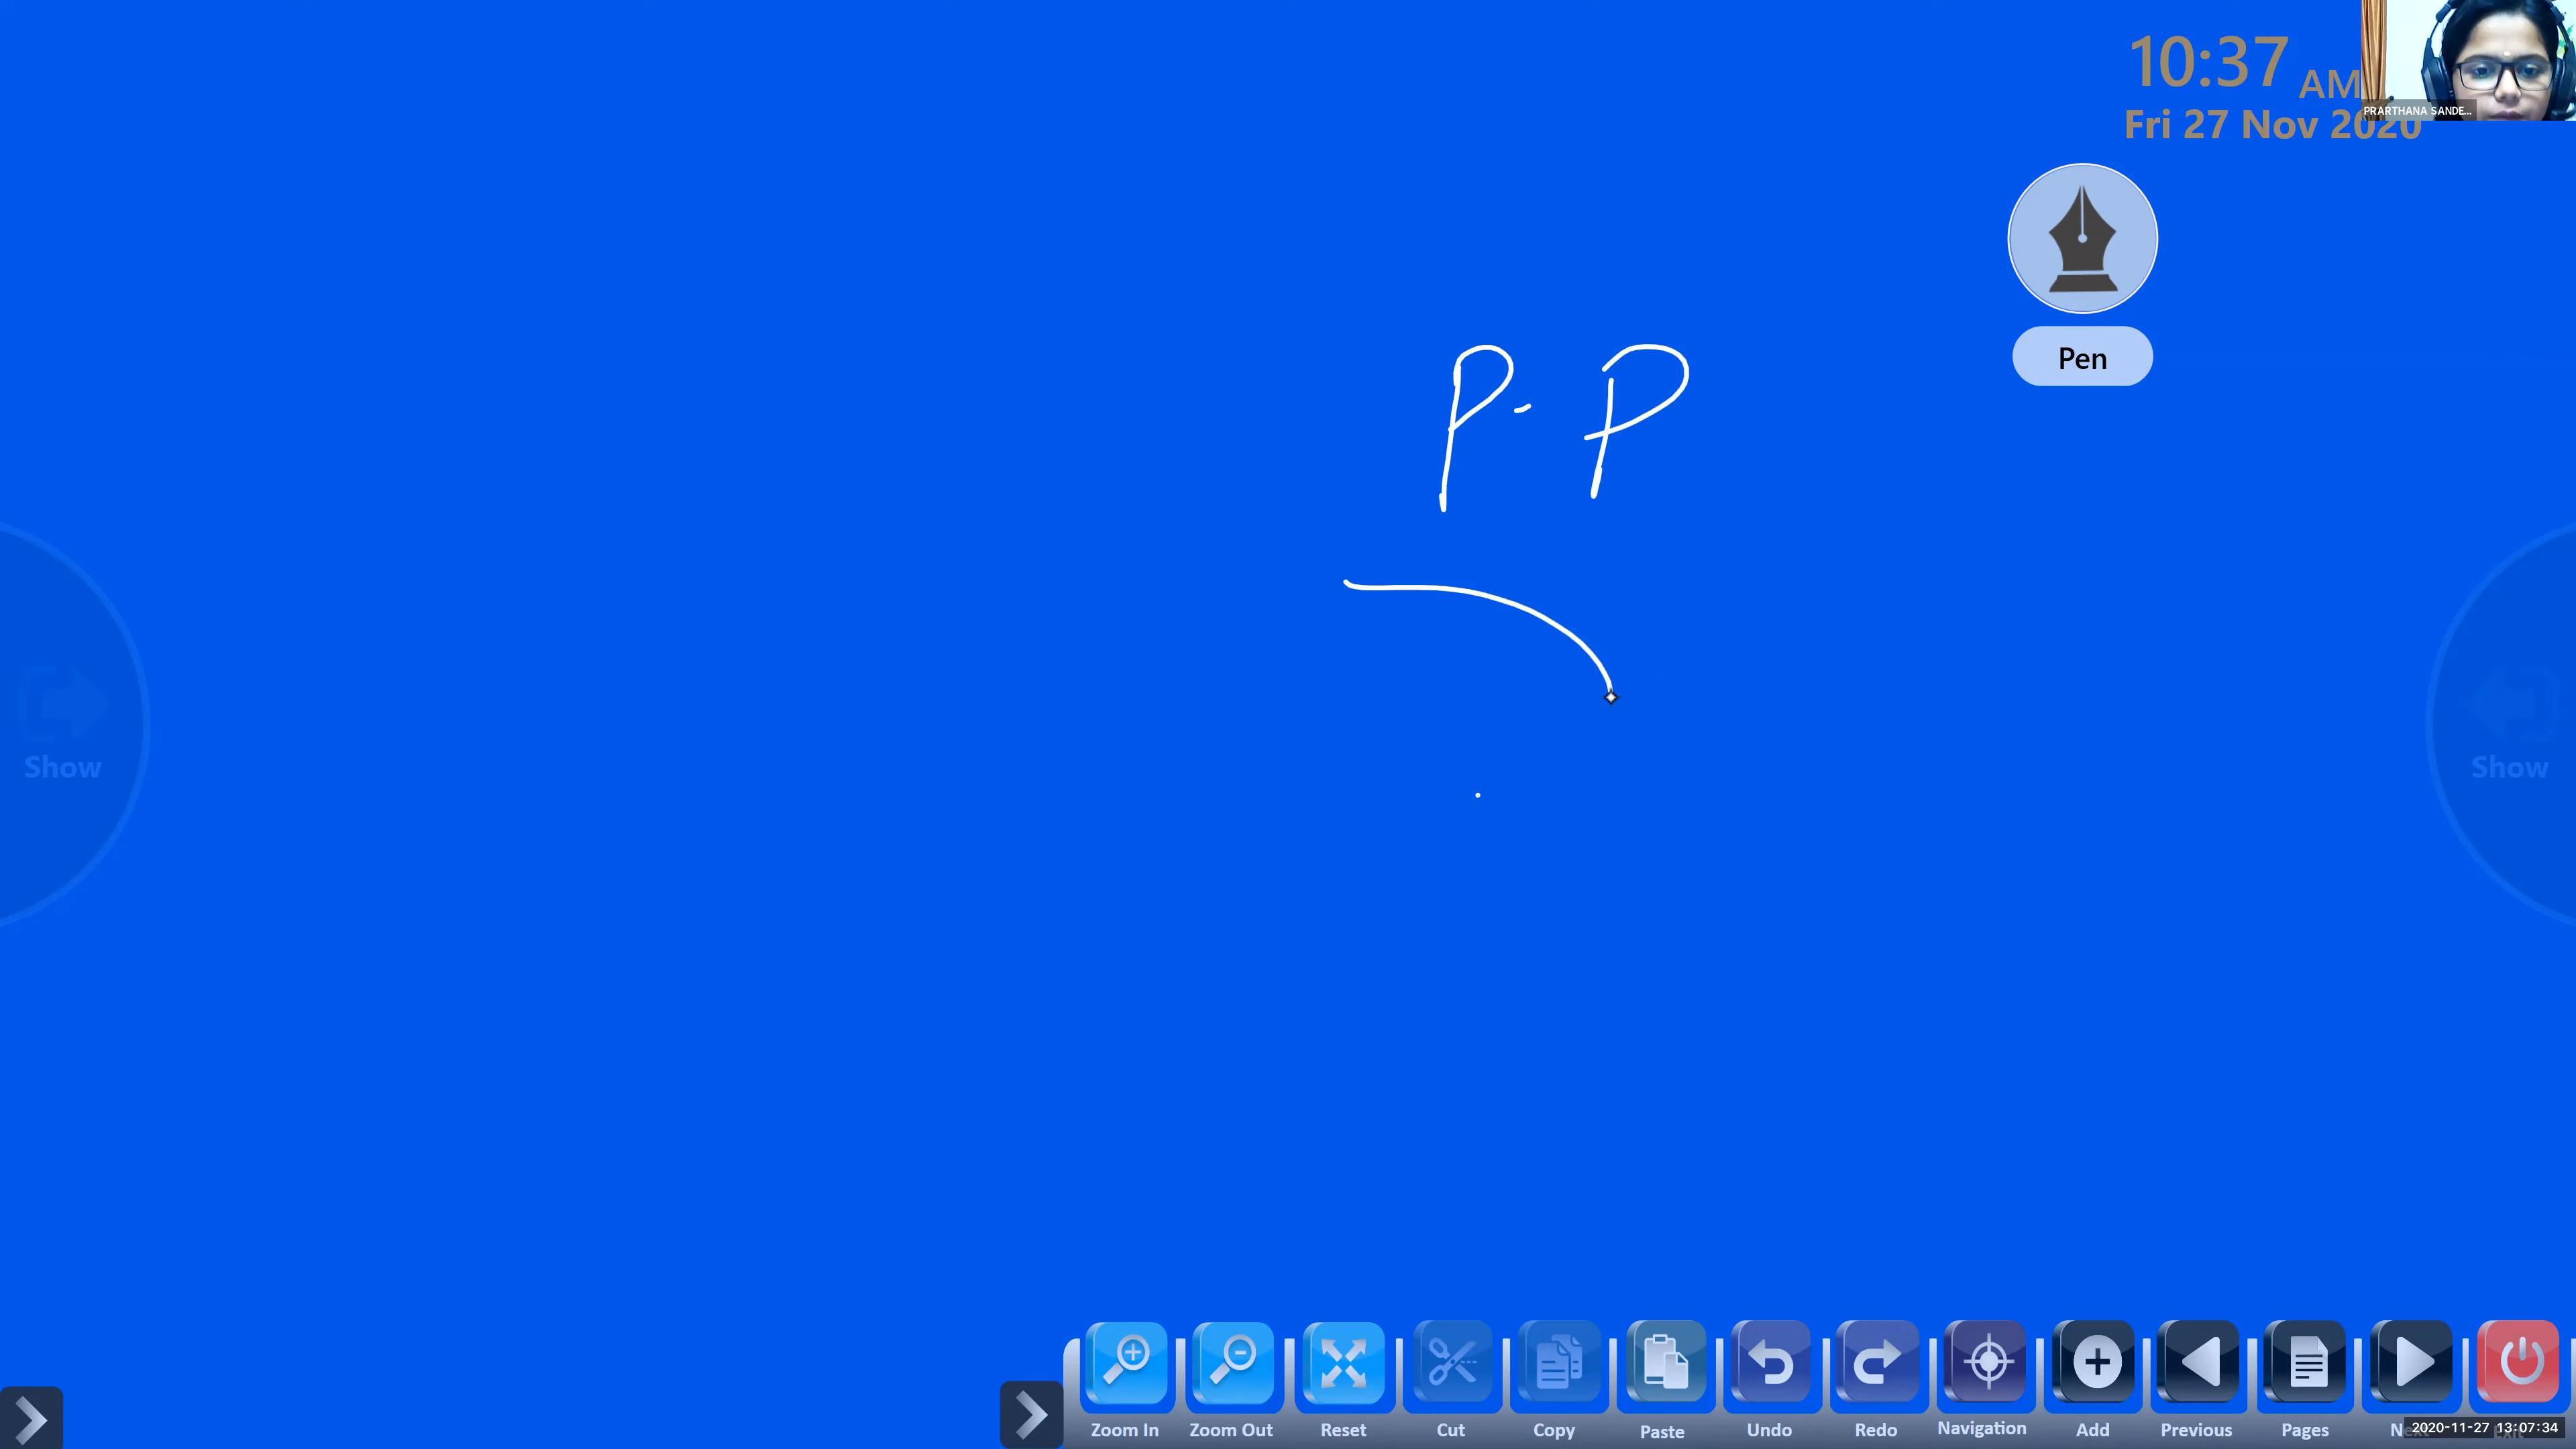 10:37 AM
PRARTHANA SANDE...
Fri 27 Nov 2020
Pen
P. P
Show
Show
Zoom In Zoom Out Reset Cut Copy Paste Undo Redo Navigation Add Previous Pages
2020-11-27 13:07:34